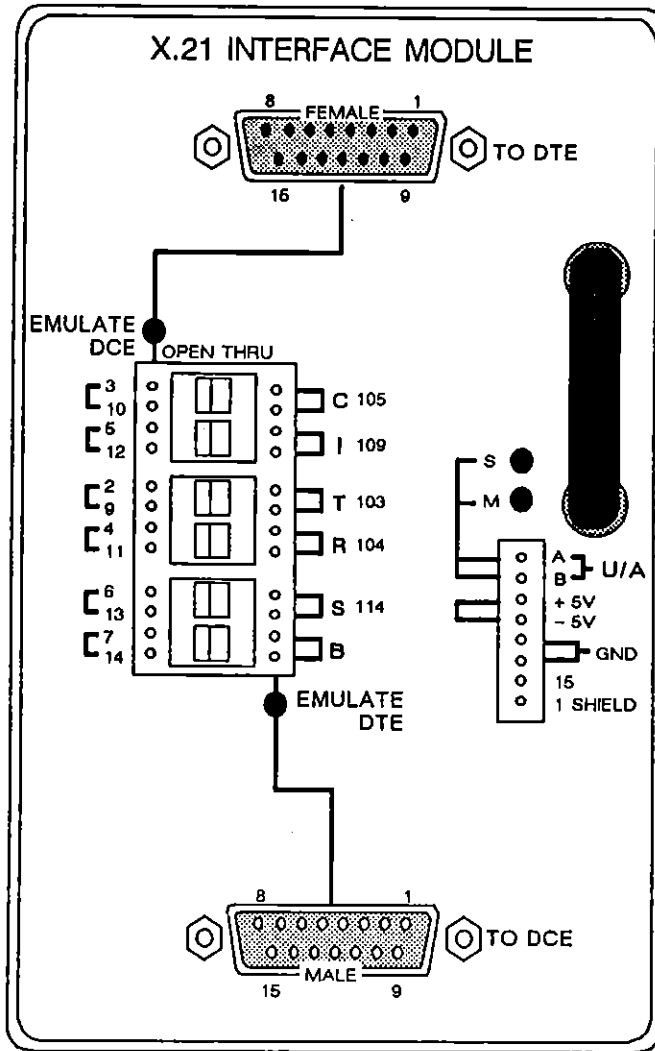 X.21 INTERFACE MODULE
8 FEMALE 1
TO DTE
15 9
EMULATE
DCE
OPEN THRU
3
10
C 105
5
12
I 109
2
9
T 103
4
11
R 104
6
13
S 114
7
14
B
S
M
A
B
U/A
+ 5V
- 5V
GND
15
1 SHIELD
EMULATE
DTE
8 1
TO DCE
MALE
15 9